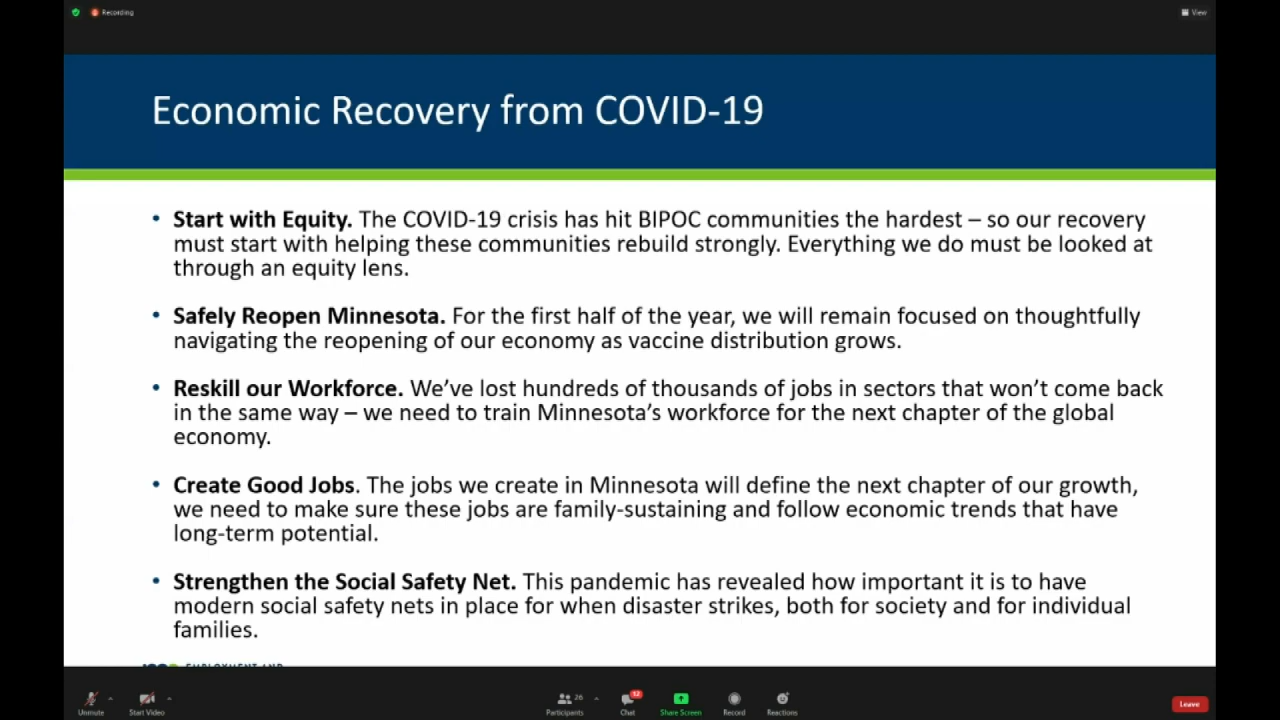 Recording
View
Economic Recovery from COVID-19
• Start with Equity. The COVID-19 crisis has hit BIPOC communities the hardest – so our recovery
must start with helping these communities rebuild strongly. Everything we do must be looked at
through an equity lens.
• Safely Reopen Minnesota. For the first half of the year, we will remain focused on thoughtfully
navigating the reopening of our economy as vaccine distribution grows.
• Reskill our Workforce. We’ve lost hundreds of thousands of jobs in sectors that won’t come back
in the same way – we need to train Minnesota’s workforce for the next chapter of the global
economy.
• Create Good Jobs. The jobs we create in Minnesota will define the next chapter of our growth,
we need to make sure these jobs are family-sustaining and follow economic trends that have
long-term potential.
• Strengthen the Social Safety Net. This pandemic has revealed how important it is to have
modern social safety nets in place for when disaster strikes, both for society and for individual
families.
EMPLOYMENT AND
26
12
Unmute
Start Video
Participants
Chat
Share Screen
Record
Reactions
Leave